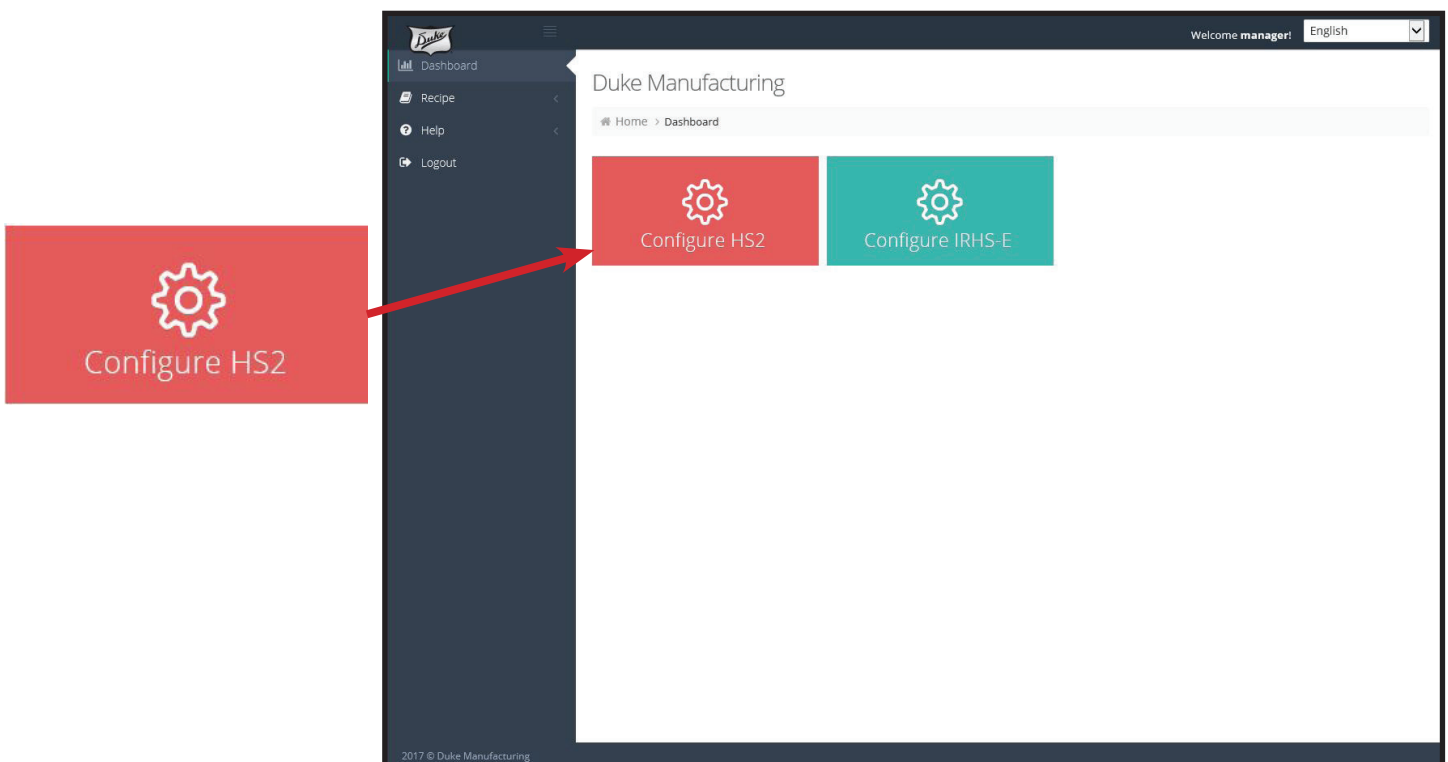 Duke
Welcome manager!
English
Dashboard
Recipe
Help
Logout
Duke Manufacturing
Home > Dashboard
Configure HS2
Configure IRHS-E
Configure HS2
2017 © Duke Manufacturing